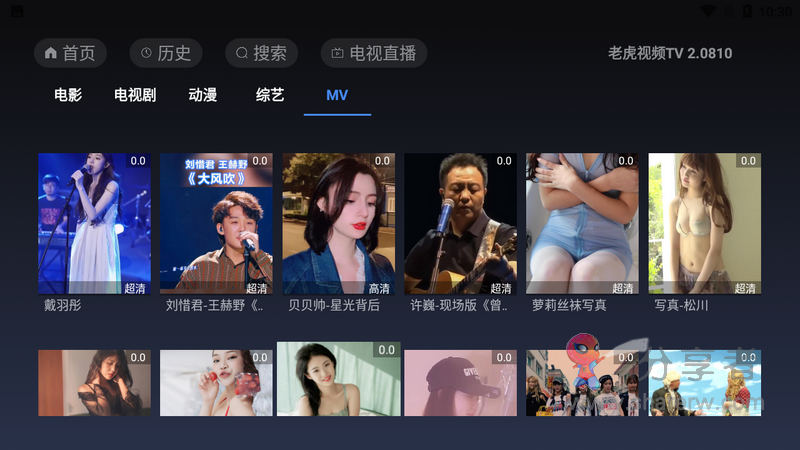 10:30
首页
历史
搜索
电视直播
老虎视频TV 2.0810
电影
电视剧
动漫
综艺
MV
0.0
刘惜君 王赫野
《大风吹》
0.0
0.0
0.0
0.0
0.0
超清
超清
高清
超清
超清
超清
戴羽彤
刘惜君-王赫野《..
贝贝帅-星光背后
许巍-现场版《曾..
萝莉丝袜写真
写真-松川
0.0
0.0
0.0
0.0
0.0
0.0
分享者